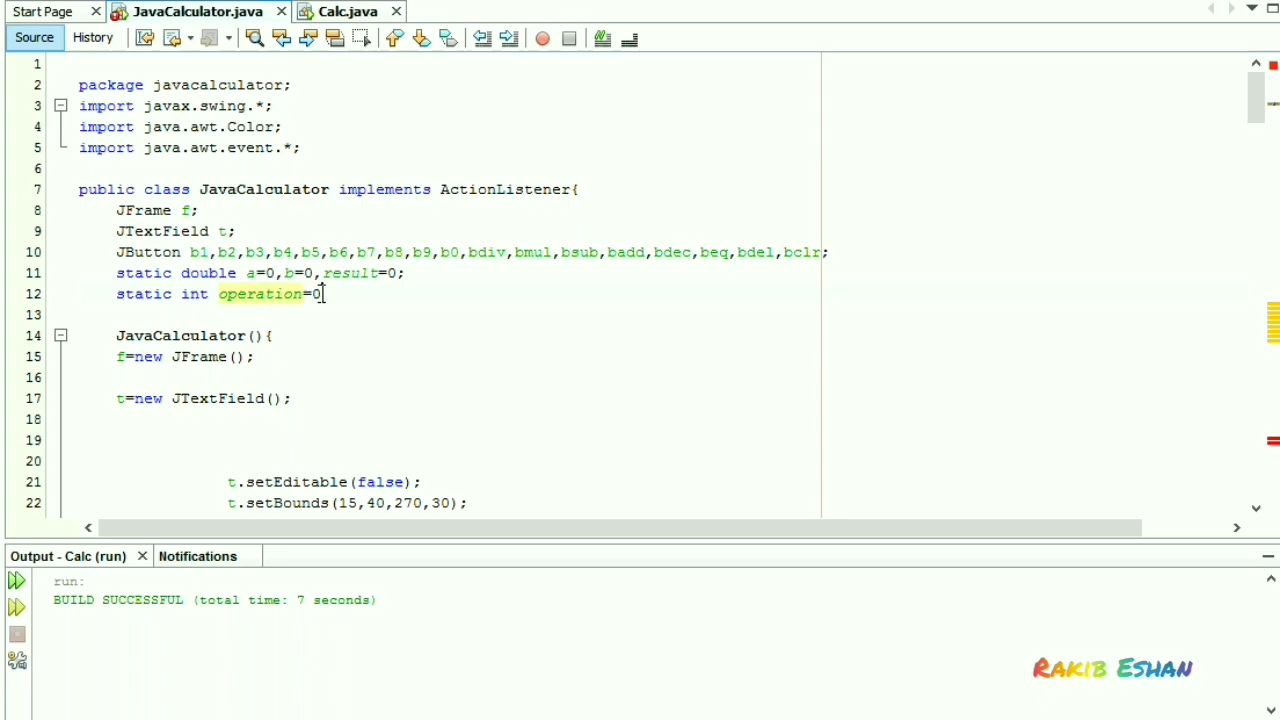 Start Page JavaCalculator.java Calc.java
Source History
1
2 package javacalculator;
3 import javax.swing.*;
4 import java.awt.Color;
5 import java.awt.event.*;
6
7 public class JavaCalculator implements ActionListener{
8 JFrame f;
9 JTextField t;
10 JButton b1,b2,b3,b4,b5,b6,b7,b8,b9,b0,bdiv,bmul,bsub,badd,bdec,beq,bdel,bclr;
11 static double a=0,b=0,result=0;
12 static int operation=0
13
14 JavaCalculator(){
15 f=new JFrame();
16
17 t=new JTextField();
18
19
20
21 t.setEditable(false);
22 t.setBounds(15,40,270,30);
Output - Calc (run) Notifications
run:
BUILD SUCCESSFUL (total time: 7 seconds)
RAKIB ESHAN